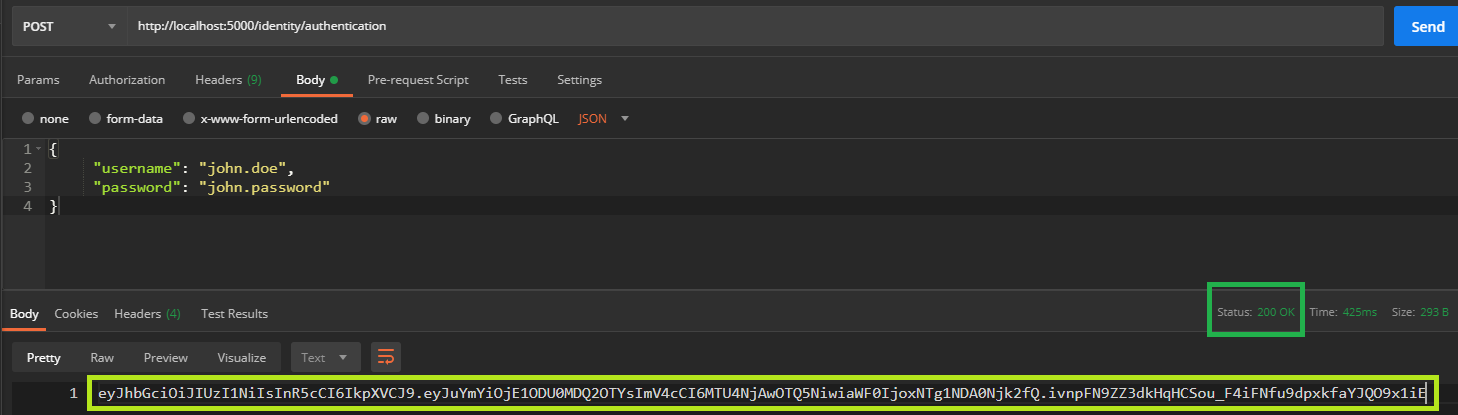 POST http://localhost:5000/identity/authentication Send
Params Authorization Headers (9) Body Pre-request Script Tests Settings
none form-data x-www-form-urlencoded raw binary GraphQL JSON
1 {
2 "username": "john.doe",
3 "password": "john.password"
4 }
Body Cookies Headers (4) Test Results Status: 200 OK Time: 425ms Size: 293 B
Pretty Raw Preview Visualize Text
1 eyJhbGciOiJIUzI1NiIsInR5cCI6IkpXVCJ9.eyJuYmYiOjE1ODU0MDQ2OTYsImV4cCI6MTU4NjAwOTQ5NiwiaWF0IjoxNTg1NDA0Njk2fQ.ivnpFN9ZZ3dkHqHCSou_F4iFNfu9dpxkfaYJQO9x1iE